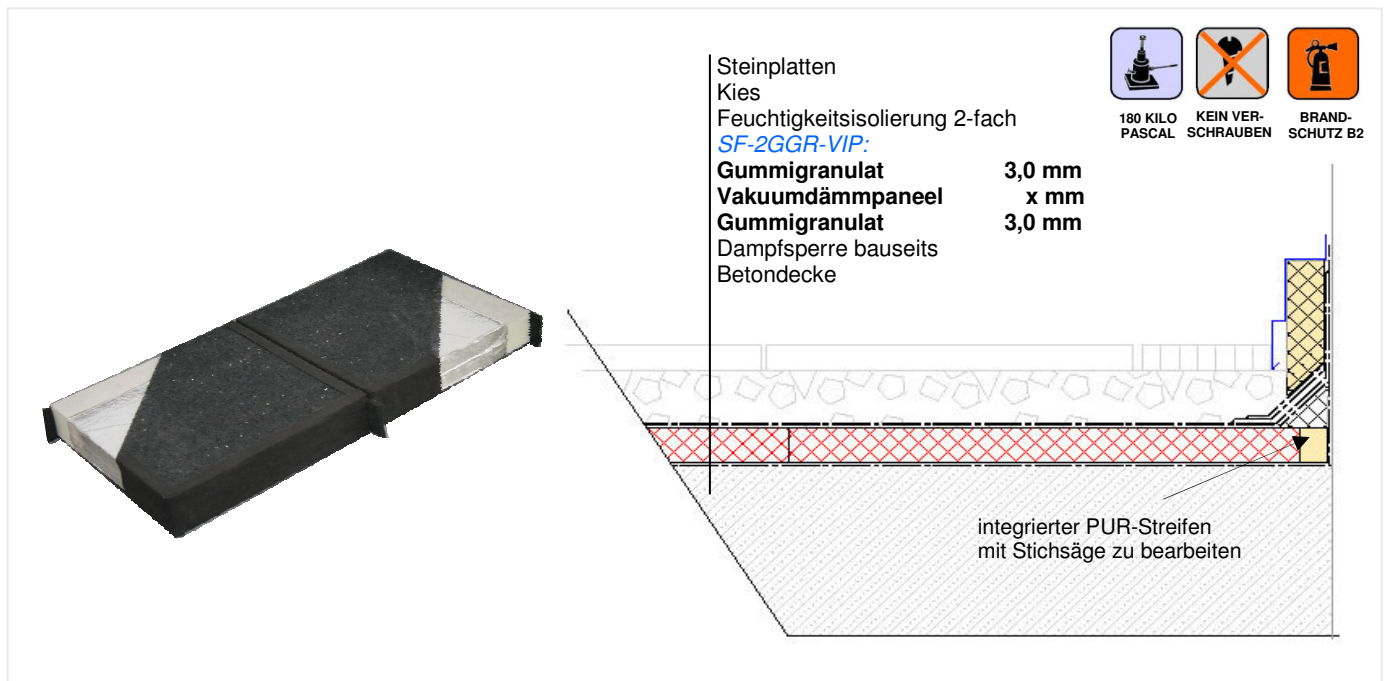 Steinplatten
Kies
Feuchtigkeitsisolierung 2-fach
SF-2GGR-VIP:
Gummigranulat 3,0 mm
Vakuumdämmpaneel x mm
Gummigranulat 3,0 mm
Dampfsperre bauseits
Betondecke
180 KILO
PASCAL
KEIN VER-
SCHRAUBEN
BRAND-
SCHUTZ B2
integrierter PUR-Streifen
mit Stichsäge zu bearbeiten